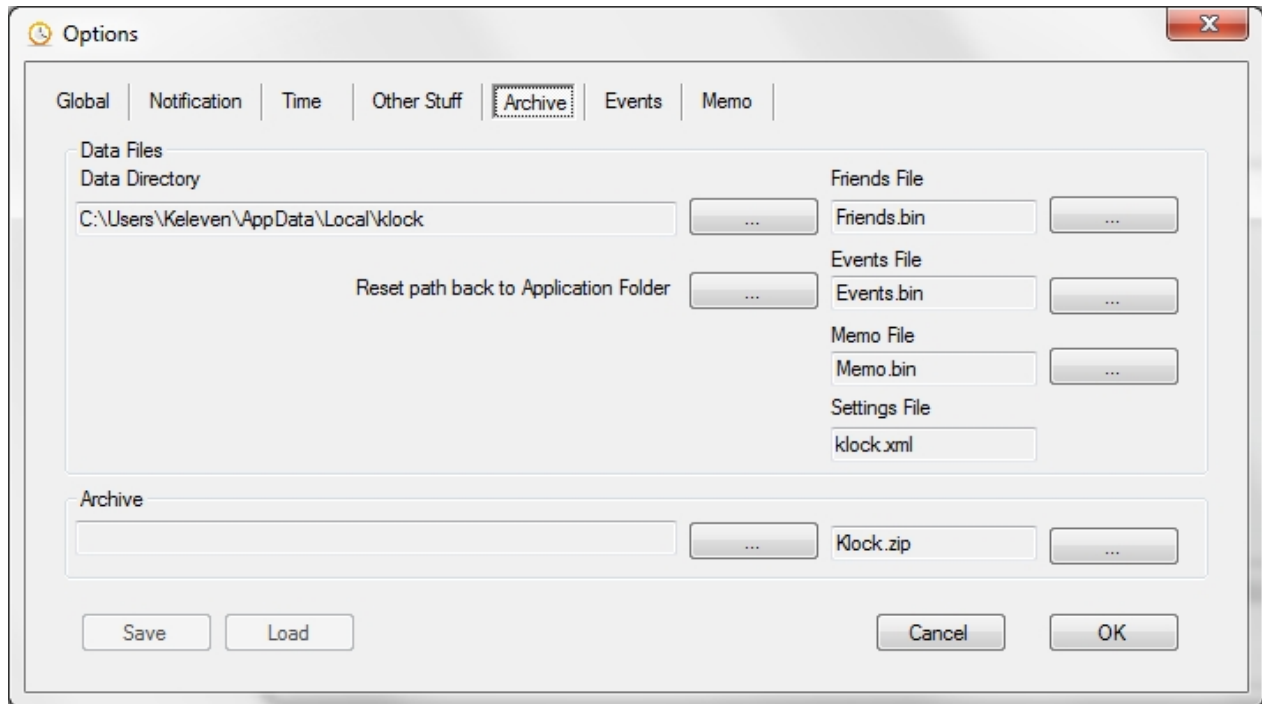 Options
Global Notification Time Other Stuff Archive Events Memo
Data Files
Data Directory
C:\Users\Keleven\AppData\Local\klock
...
Reset path back to Application Folder
...
Friends File
Friends.bin
...
Events File
Events.bin
...
Memo File
Memo.bin
...
Settings File
klock.xml
Archive
...
Klock.zip
...
Save Load Cancel OK